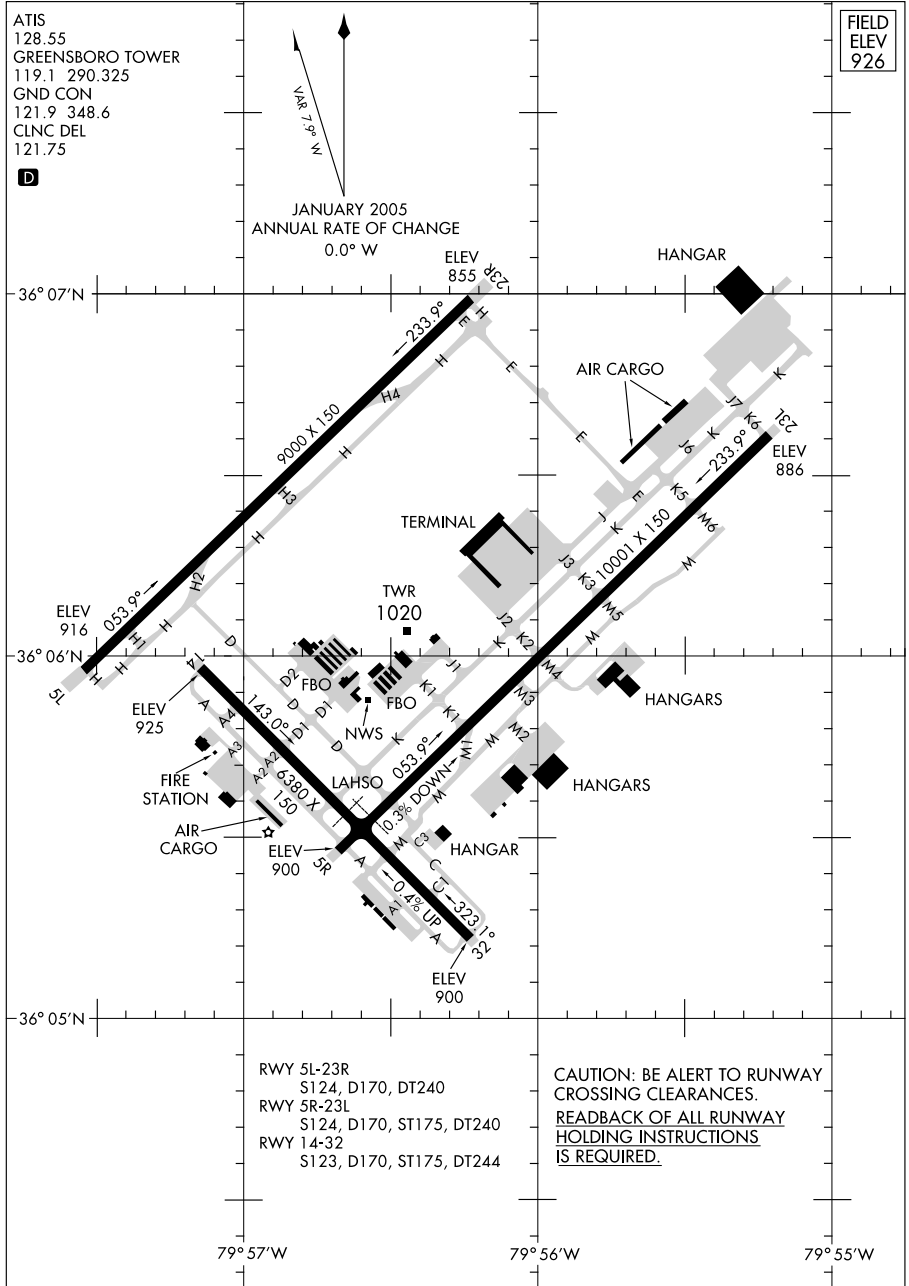 ATIS
128.55
GREENSBORO TOWER
119.1 290.325
GND CON
121.9 348.6
CLNC DEL
121.75
D
VAR 7.9° W
JANUARY 2005
ANNUAL RATE OF CHANGE
0.0° W
FIELD
ELEV
926
36° 07'N
ELEV
855
23R
HANGAR
H
E
233.9°
H
E
H4
9000 X 150
H
H3
H
E
AIR CARGO
K
J7
K6
23L
K
J6
233.9°
ELEV
886
K5
E
M6
J
K
TERMINAL
10001 X 150
J3
K3
M
M5
H2
053.9°
ELEV
916
H
H1
H
H
5L
D
TWR
1020
J2
K
K2
M
36° 06'N
14
D2
FBO
J1
M4
HANGARS
A
ELEV
925
143.0°
D
D1
D1
NWS
FBO
K1
K1
M3
A4
D
K
M2
M
A3
A2
A2
FIRE
STATION
6380 X
150
LAHSO
053.9°
M1
0.3% DOWN
M
HANGARS
AIR
CARGO
ELEV
900
5R
M
C3
HANGAR
A
C
C
0.4% UP
A1
A
323.1°
32
ELEV
900
36° 05'N
RWY 5L-23R
S124, D170, DT240
RWY 5R-23L
S124, D170, ST175, DT240
RWY 14-32
S123, D170, ST175, DT244
CAUTION: BE ALERT TO RUNWAY
CROSSING CLEARANCES.
READBACK OF ALL RUNWAY
HOLDING INSTRUCTIONS
IS REQUIRED.
79° 57'W
79° 56'W
79° 55'W